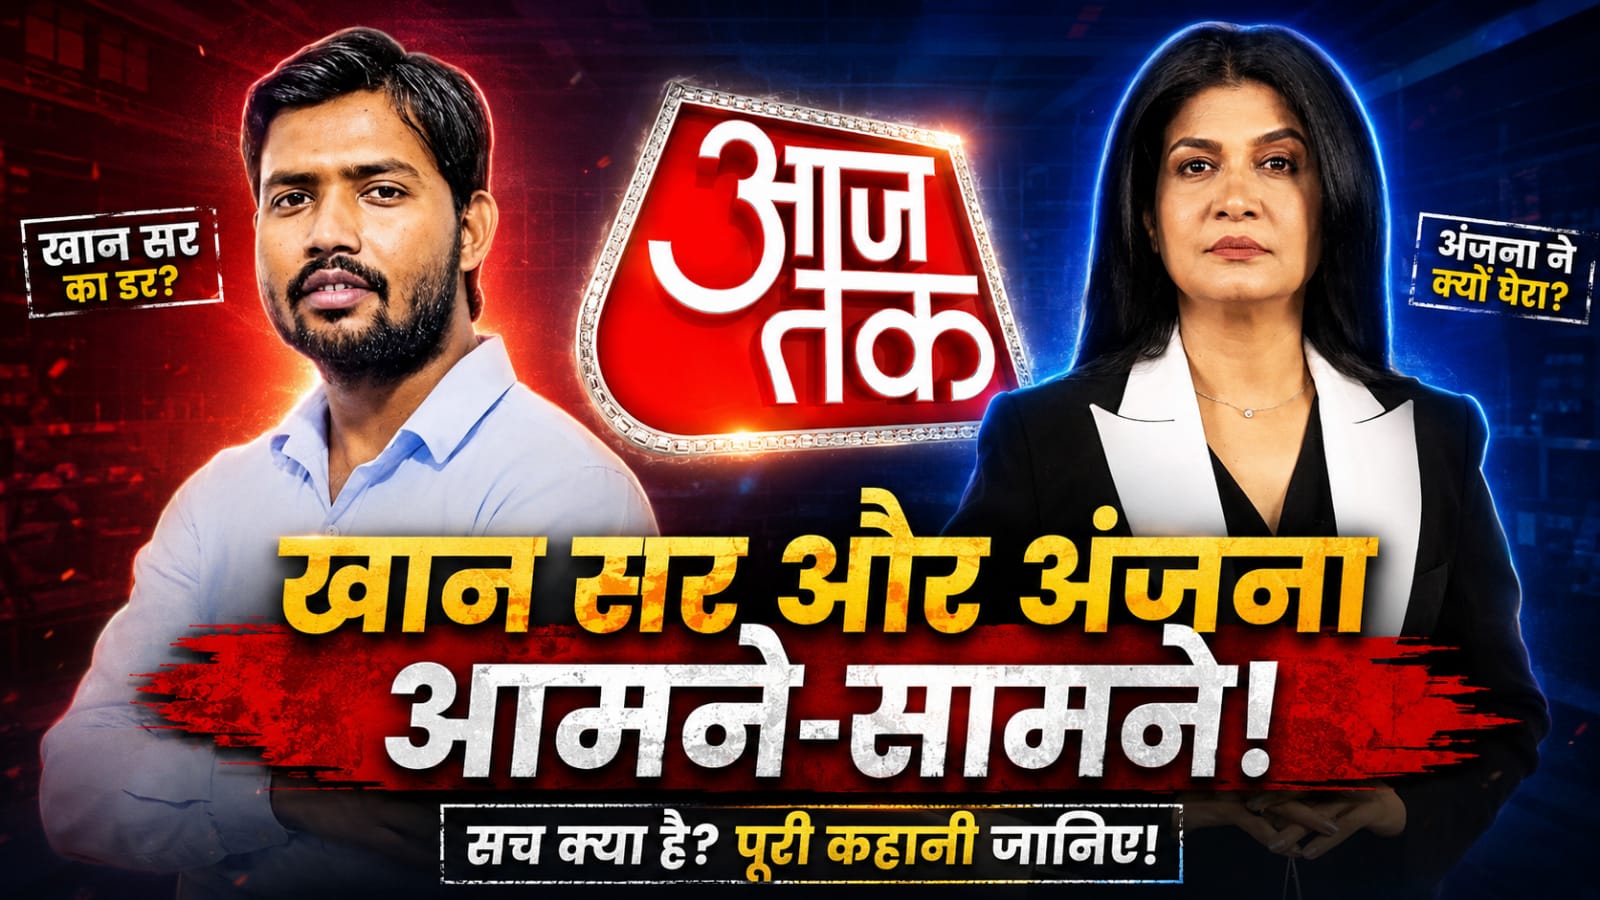 खान सर
का डर?
आज
तक
अंजना ने
क्यों घेरा?
खान सर और अंजना
आमने-सामने!
सच क्या है? पूरी कहानी जानिए!